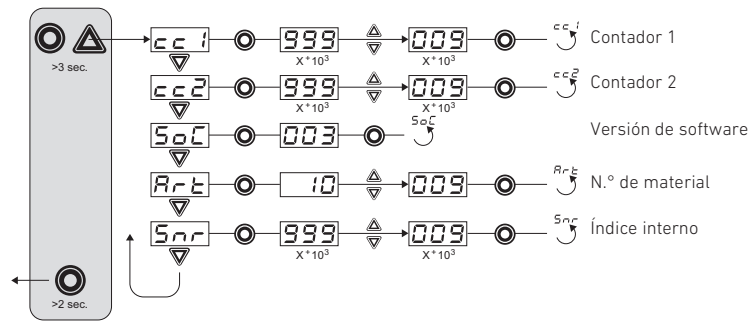 >3 sec.
cc1 999 X*10³ 009 X*10³ cc1 Contador 1
cc2 999 X*10³ 009 X*10³ cc2 Contador 2
SoC 003 SoC Versión de software
Art 10 009 Art N.° de material
Snr 999 X*10³ 009 X*10³ Snr Índice interno
>2 sec.